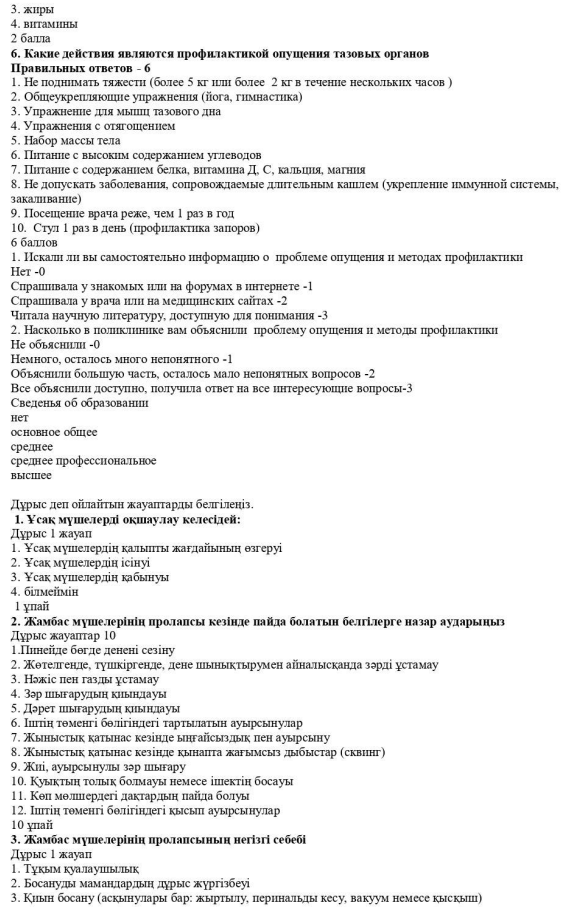 3. жиры
4. витамины
2 балла
6. Какие действия являются профилактикой опущения тазовых органов
Правильных ответов - 6
1. Не поднимать тяжести (более 5 кг или более  2 кг в течение нескольких часов )
2. Общеукрепляющие упражнения (йога, гимнастика)
3. Упражнение для мышц тазового дна
4. Упражнения с отягощением
5. Набор массы тела
6. Питание с высоким содержанием углеводов
7. Питание с содержанием белка, витамина Д, С, кальция, магния
8. Не допускать заболевания, сопровождаемые длительным кашлем (укрепление иммунной системы,
закаливание)
9. Посещение врача реже, чем 1 раз в год
10.  Стул 1 раз в день (профилактика запоров)
6 баллов
1. Искали ли вы самостоятельно информацию о  проблеме опущения и методах профилактики
Нет -0
Спрашивала у знакомых или на форумах в интернете -1
Спрашивала у врача или на медицинских сайтах -2
Читала научную литературу, доступную для понимания -3
2. Насколько в поликлинике вам объяснили  проблему опущения и методы профилактики
Не объяснили -0
Немного, осталось много непонятного -1
Объяснили большую часть, осталось мало непонятных вопросов -2
Все объяснили доступно, получила ответ на все интересующие вопросы-3
Сведенья об образовании
нет
основное общее
среднее
среднее профессиональное
высшее
Дұрыс деп ойлайтын жауаптарды белгілеңіз.
1. Ұсақ мүшелерді оқшаулау келесідей:
Дұрыс 1 жауап
1. Ұсақ мүшелердің қалыпты жағдайының өзгеруі
2. Ұсақ мүшелердің ісінуі
3. Ұсақ мүшелердің қабынуы
4. білмеймін
1 ұпай
2. Жамбас мүшелерінің пролапсы кезінде пайда болатын белгілерге назар аударыңыз
Дұрыс жауаптар 10
1.Пинейде бөгде денені сезіну
2. Жөтелгенде, түшкіргенде, дене шынықтырумен айналысқанда зәрді ұстамау
3. Нәжіс пен газды ұстамау
4. Зәр шығарудың қиындауы
5. Дәрет шығарудың қиындауы
6. Іштің төменгі бөлігіндегі тартылатын ауырсынулар
7. Жыныстық қатынас кезінде ыңғайсыздық пен ауырсыну
8. Жыныстық қатынас кезінде қынапта жағымсыз дыбыстар (сквинг)
9. Жиі, ауырсынулы зәр шығару
10. Қуықтың толық болмауы немесе ішектің босауы
11. Көп мөлшердегі дақтардың пайда болуы
12. Іштің төменгі бөлігіндегі қысып ауырсынулар
10 ұпай
3. Жамбас мүшелерінің пролапсының негізгі себебі
Дұрыс 1 жауап
1. Тұқым қуалаушылық
2. Босануды мамандардың дұрыс жүргізбеуі
3. Қиын босану (асқынулары бар: жыртылу, перинальды кесу, вакуум немесе қысқыш)